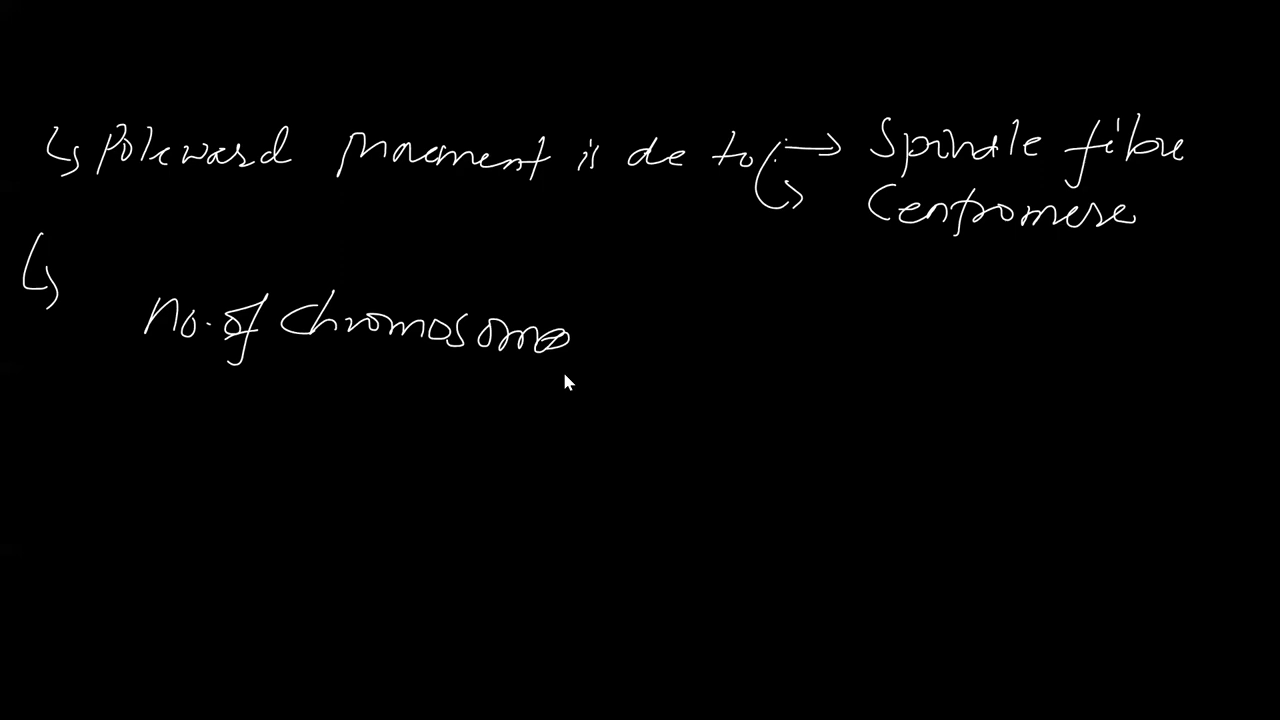 ↳ Poleward movement is de to → Spindle fibre
↳ Centromere
↳
No. of Chromosome